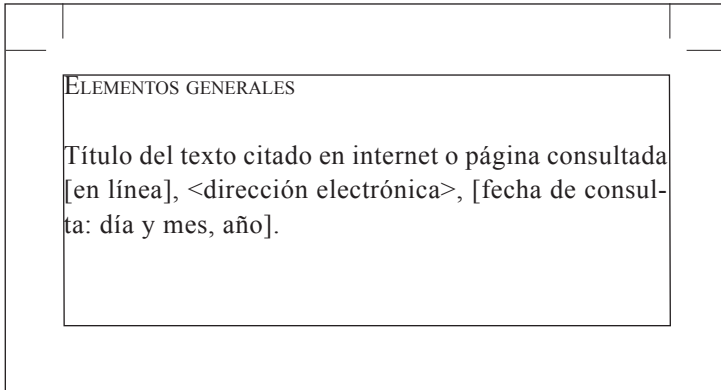 ELEMENTOS GENERALES
Título del texto citado en internet o página consultada
[en línea], <dirección electrónica>, [fecha de consul-
ta: día y mes, año].